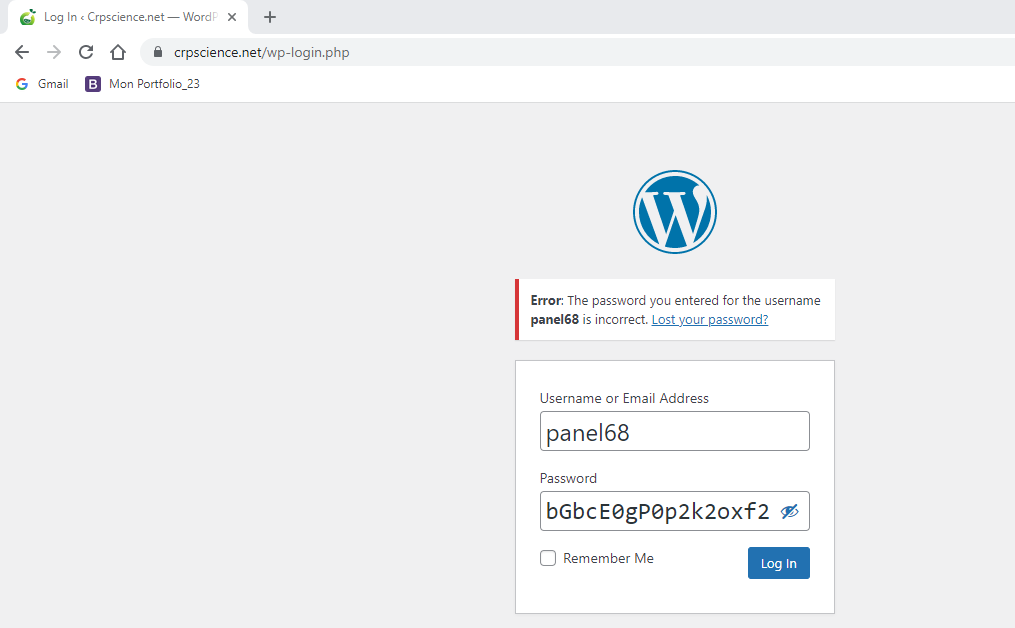 Log In ‹ Crpscience.net — WordP
crpscience.net/wp-login.php
Gmail
B Mon Portfolio_23
Error: The password you entered for the username
panel68 is incorrect. Lost your password?
Username or Email Address
panel68
Password
bGbcE0gP0p2k2oxf2
Remember Me
Log In